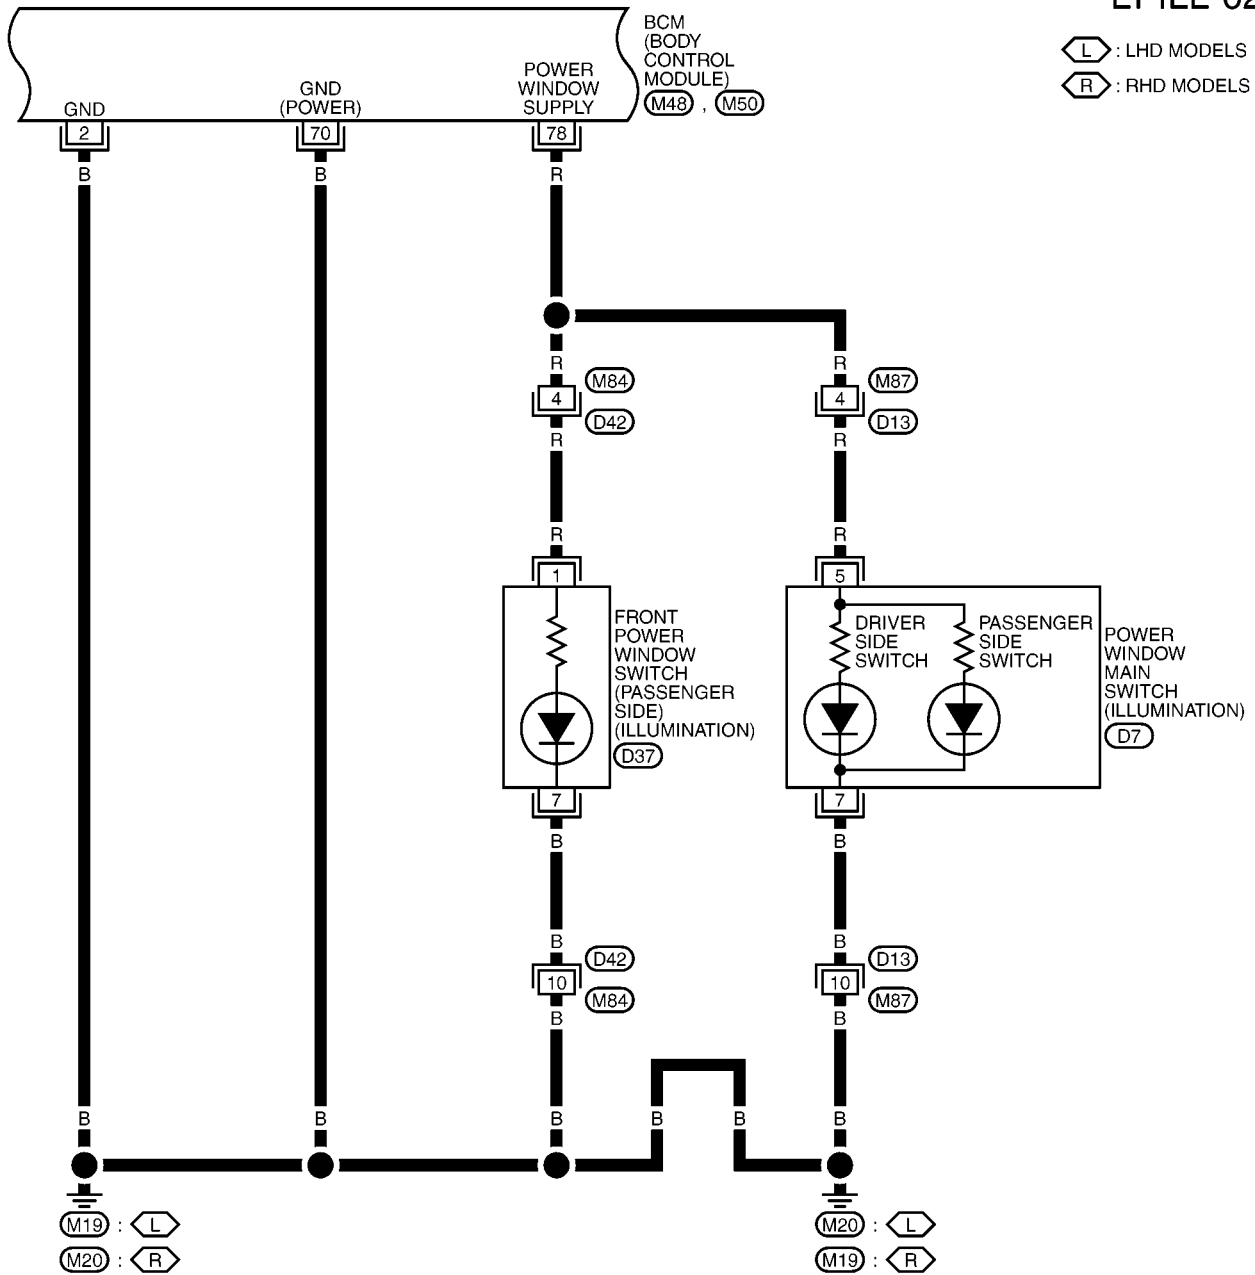 BCM
(BODY
CONTROL
MODULE)
M48 , M50
L : LHD MODELS
R : RHD MODELS
GND
GND
(POWER)
POWER
WINDOW
SUPPLY
2
70
78
B
B
R
R
R
4
M84
D42
4
M87
D13
R
R
R
R
1
5
FRONT
POWER
WINDOW
SWITCH
(PASSENGER
SIDE)
(ILLUMINATION)
D37
DRIVER
SIDE
SWITCH
PASSENGER
SIDE
SWITCH
POWER
WINDOW
MAIN
SWITCH
(ILLUMINATION)
D7
7
7
B
B
B
B
10
D42
M84
10
D13
M87
B
B
B
B
B
B
B
B
M19 : L
M20 : R
M20 : L
M19 : R